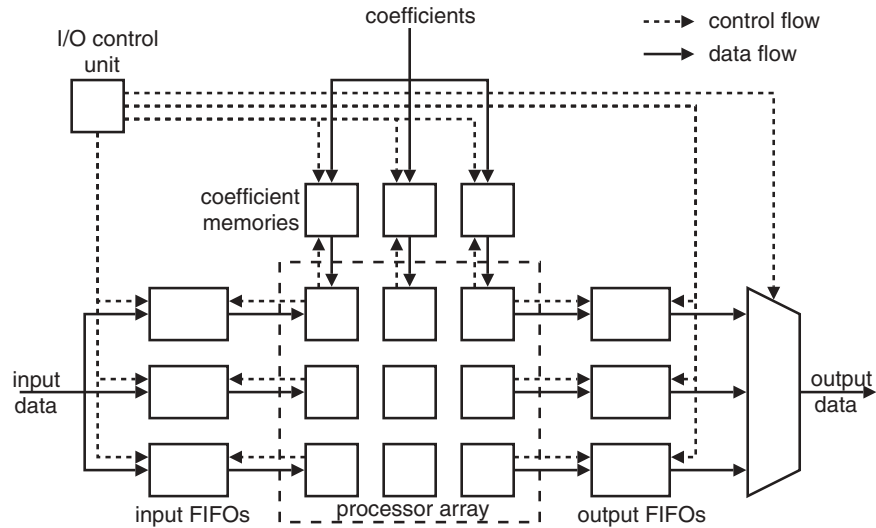 coefficients
control flow
data flow
I/O control
unit
coefficient
memories
input
data
output
data
input FIFOs
processor array
output FIFOs